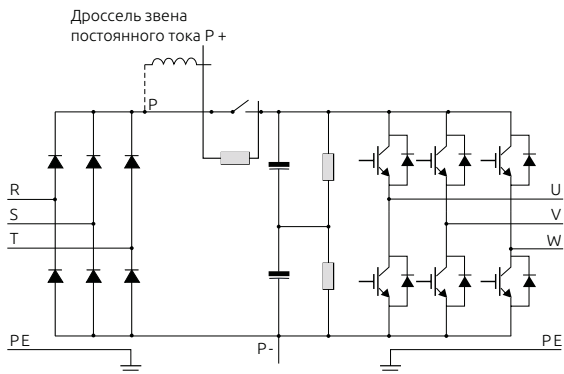 Дроссель звена
постоянного тока P +
P
R
S
T
U
V
W
PE
P-
PE